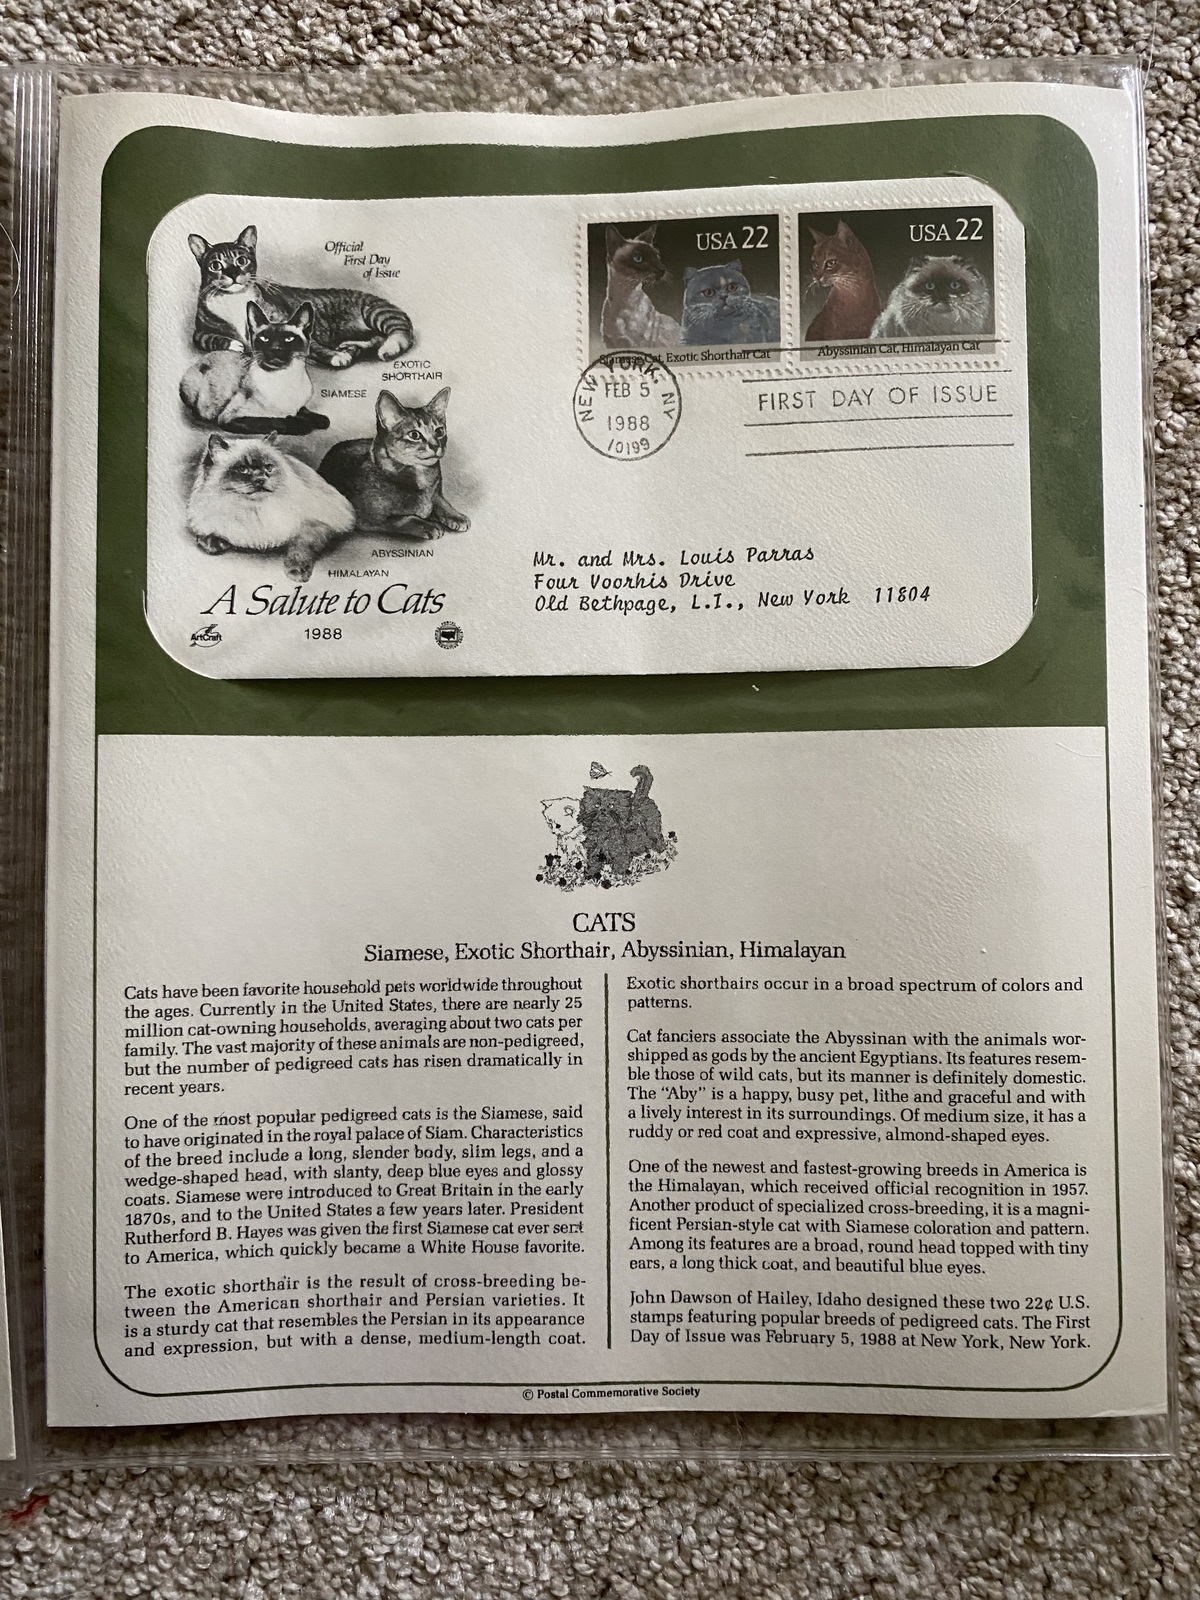 Official
First Day
of Issue
EXOTIC
SHORTHAIR
SIAMESE
ABYSSINIAN
HIMALAYAN
A Salute to Cats
ArtCraft
1988
USA 22
Siamese Cat, Exotic Shorthair Cat
USA 22
Abyssinian Cat, Himalayan Cat
NEW YORK, NY
FEB 5
1988
10199
FIRST DAY OF ISSUE
Mr. and Mrs. Louis Parras
Four Voorhis Drive
Old Bethpage, L.I., New York 11804
CATS
Siamese, Exotic Shorthair, Abyssinian, Himalayan
Cats have been favorite household pets worldwide throughout
the ages. Currently in the United States, there are nearly 25
million cat-owning households, averaging about two cats per
family. The vast majority of these animals are non-pedigreed,
but the number of pedigreed cats has risen dramatically in
recent years.
One of the most popular pedigreed cats is the Siamese, said
to have originated in the royal palace of Siam. Characteristics
of the breed include a long, slender body, slim legs, and a
wedge-shaped head, with slanty, deep blue eyes and glossy
coats. Siamese were introduced to Great Britain in the early
1870s, and to the United States a few years later. President
Rutherford B. Hayes was given the first Siamese cat ever sent
to America, which quickly became a White House favorite.
The exotic shorthair is the result of cross-breeding be-
tween the American shorthair and Persian varieties. It
is a sturdy cat that resembles the Persian in its appearance
and expression, but with a dense, medium-length coat.
Exotic shorthairs occur in a broad spectrum of colors and
patterns.
Cat fanciers associate the Abyssinan with the animals wor-
shipped as gods by the ancient Egyptians. Its features resem-
ble those of wild cats, but its manner is definitely domestic.
The “Aby” is a happy, busy pet, lithe and graceful and with
a lively interest in its surroundings. Of medium size, it has a
ruddy or red coat and expressive, almond-shaped eyes.
One of the newest and fastest-growing breeds in America is
the Himalayan, which received official recognition in 1957.
Another product of specialized cross-breeding, it is a magni-
ficent Persian-style cat with Siamese coloration and pattern.
Among its features are a broad, round head topped with tiny
ears, a long thick coat, and beautiful blue eyes.
John Dawson of Hailey, Idaho designed these two 22¢ U.S.
stamps featuring popular breeds of pedigreed cats. The First
Day of Issue was February 5, 1988 at New York, New York.
© Postal Commemorative Society